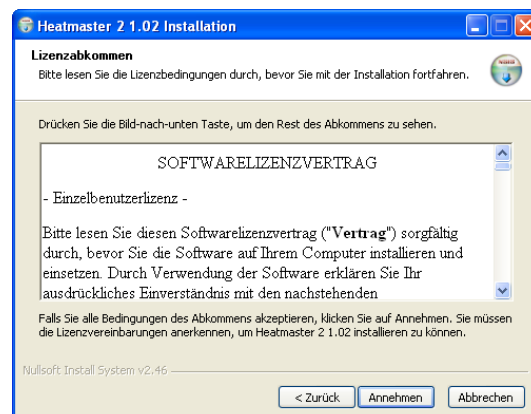 Heatmaster 2 1.02 Installation
Lizenzabkommen
Bitte lesen Sie die Lizenzbedingungen durch, bevor Sie mit der Installation fortfahren.
Drücken Sie die Bild-nach-unten Taste, um den Rest des Abkommens zu sehen.
SOFTWARELIZENZVERTRAG
- Einzelbenutzerlizenz -
Bitte lesen Sie diesen Softwarelizenzvertrag ("Vertrag") sorgfältig
durch, bevor Sie die Software auf Ihrem Computer installieren und
einsetzen. Durch Verwendung der Software erklären Sie Ihr
ausdrückliches Einverständnis mit den nachstehenden
Falls Sie alle Bedingungen des Abkommens akzeptieren, klicken Sie auf Annehmen. Sie müssen
die Lizenzvereinbarungen anerkennen, um Heatmaster 2 1.02 installieren zu können.
Nullsoft Install System v2.46
< Zurück Annehmen Abbrechen